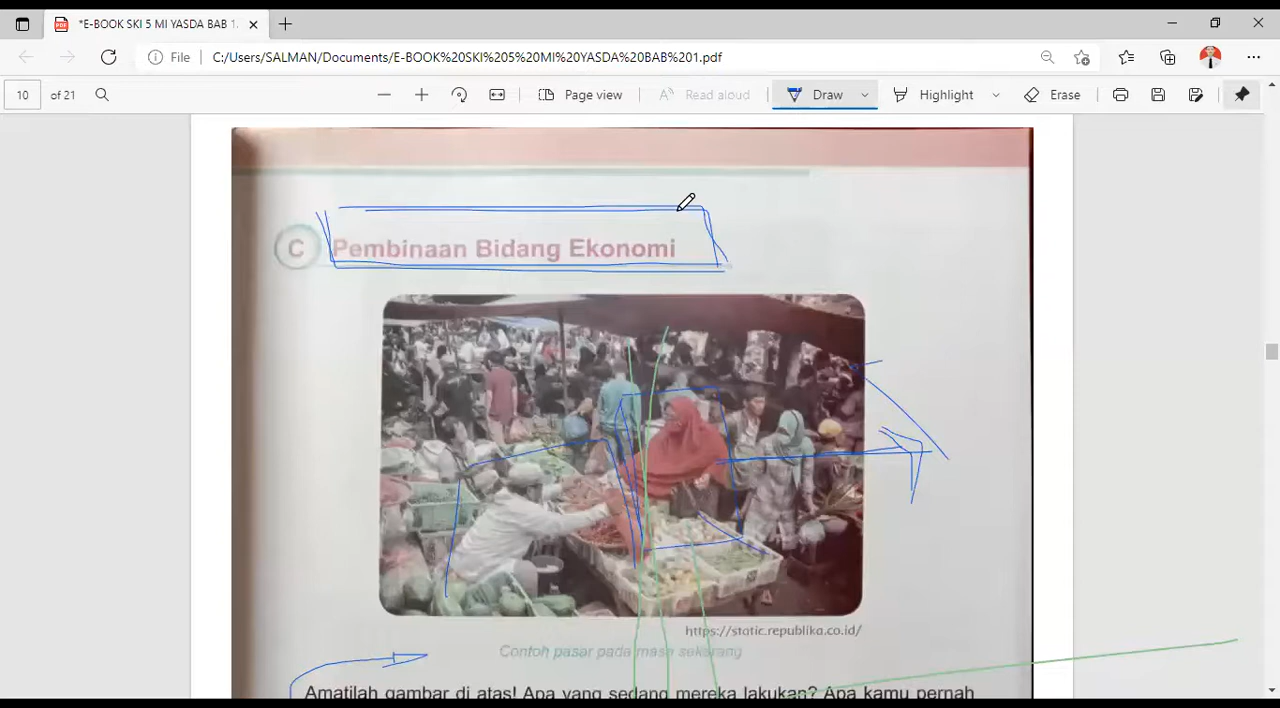 *E-BOOK SKI 5 MI YASDA BAB 1.
File
C:/Users/SALMAN/Documents/E-BOOK%20SKI%205%20MI%20YASDA%20BAB%201.pdf
10 of 21
Page view
Read aloud
Draw
Highlight
Erase
C Pembinaan Bidang Ekonomi
https://static.republika.co.id/
Contoh pasar pada masa sekarang
Amatilah gambar di atas! Apa yang sedang mereka lakukan? Apa kamu pernah